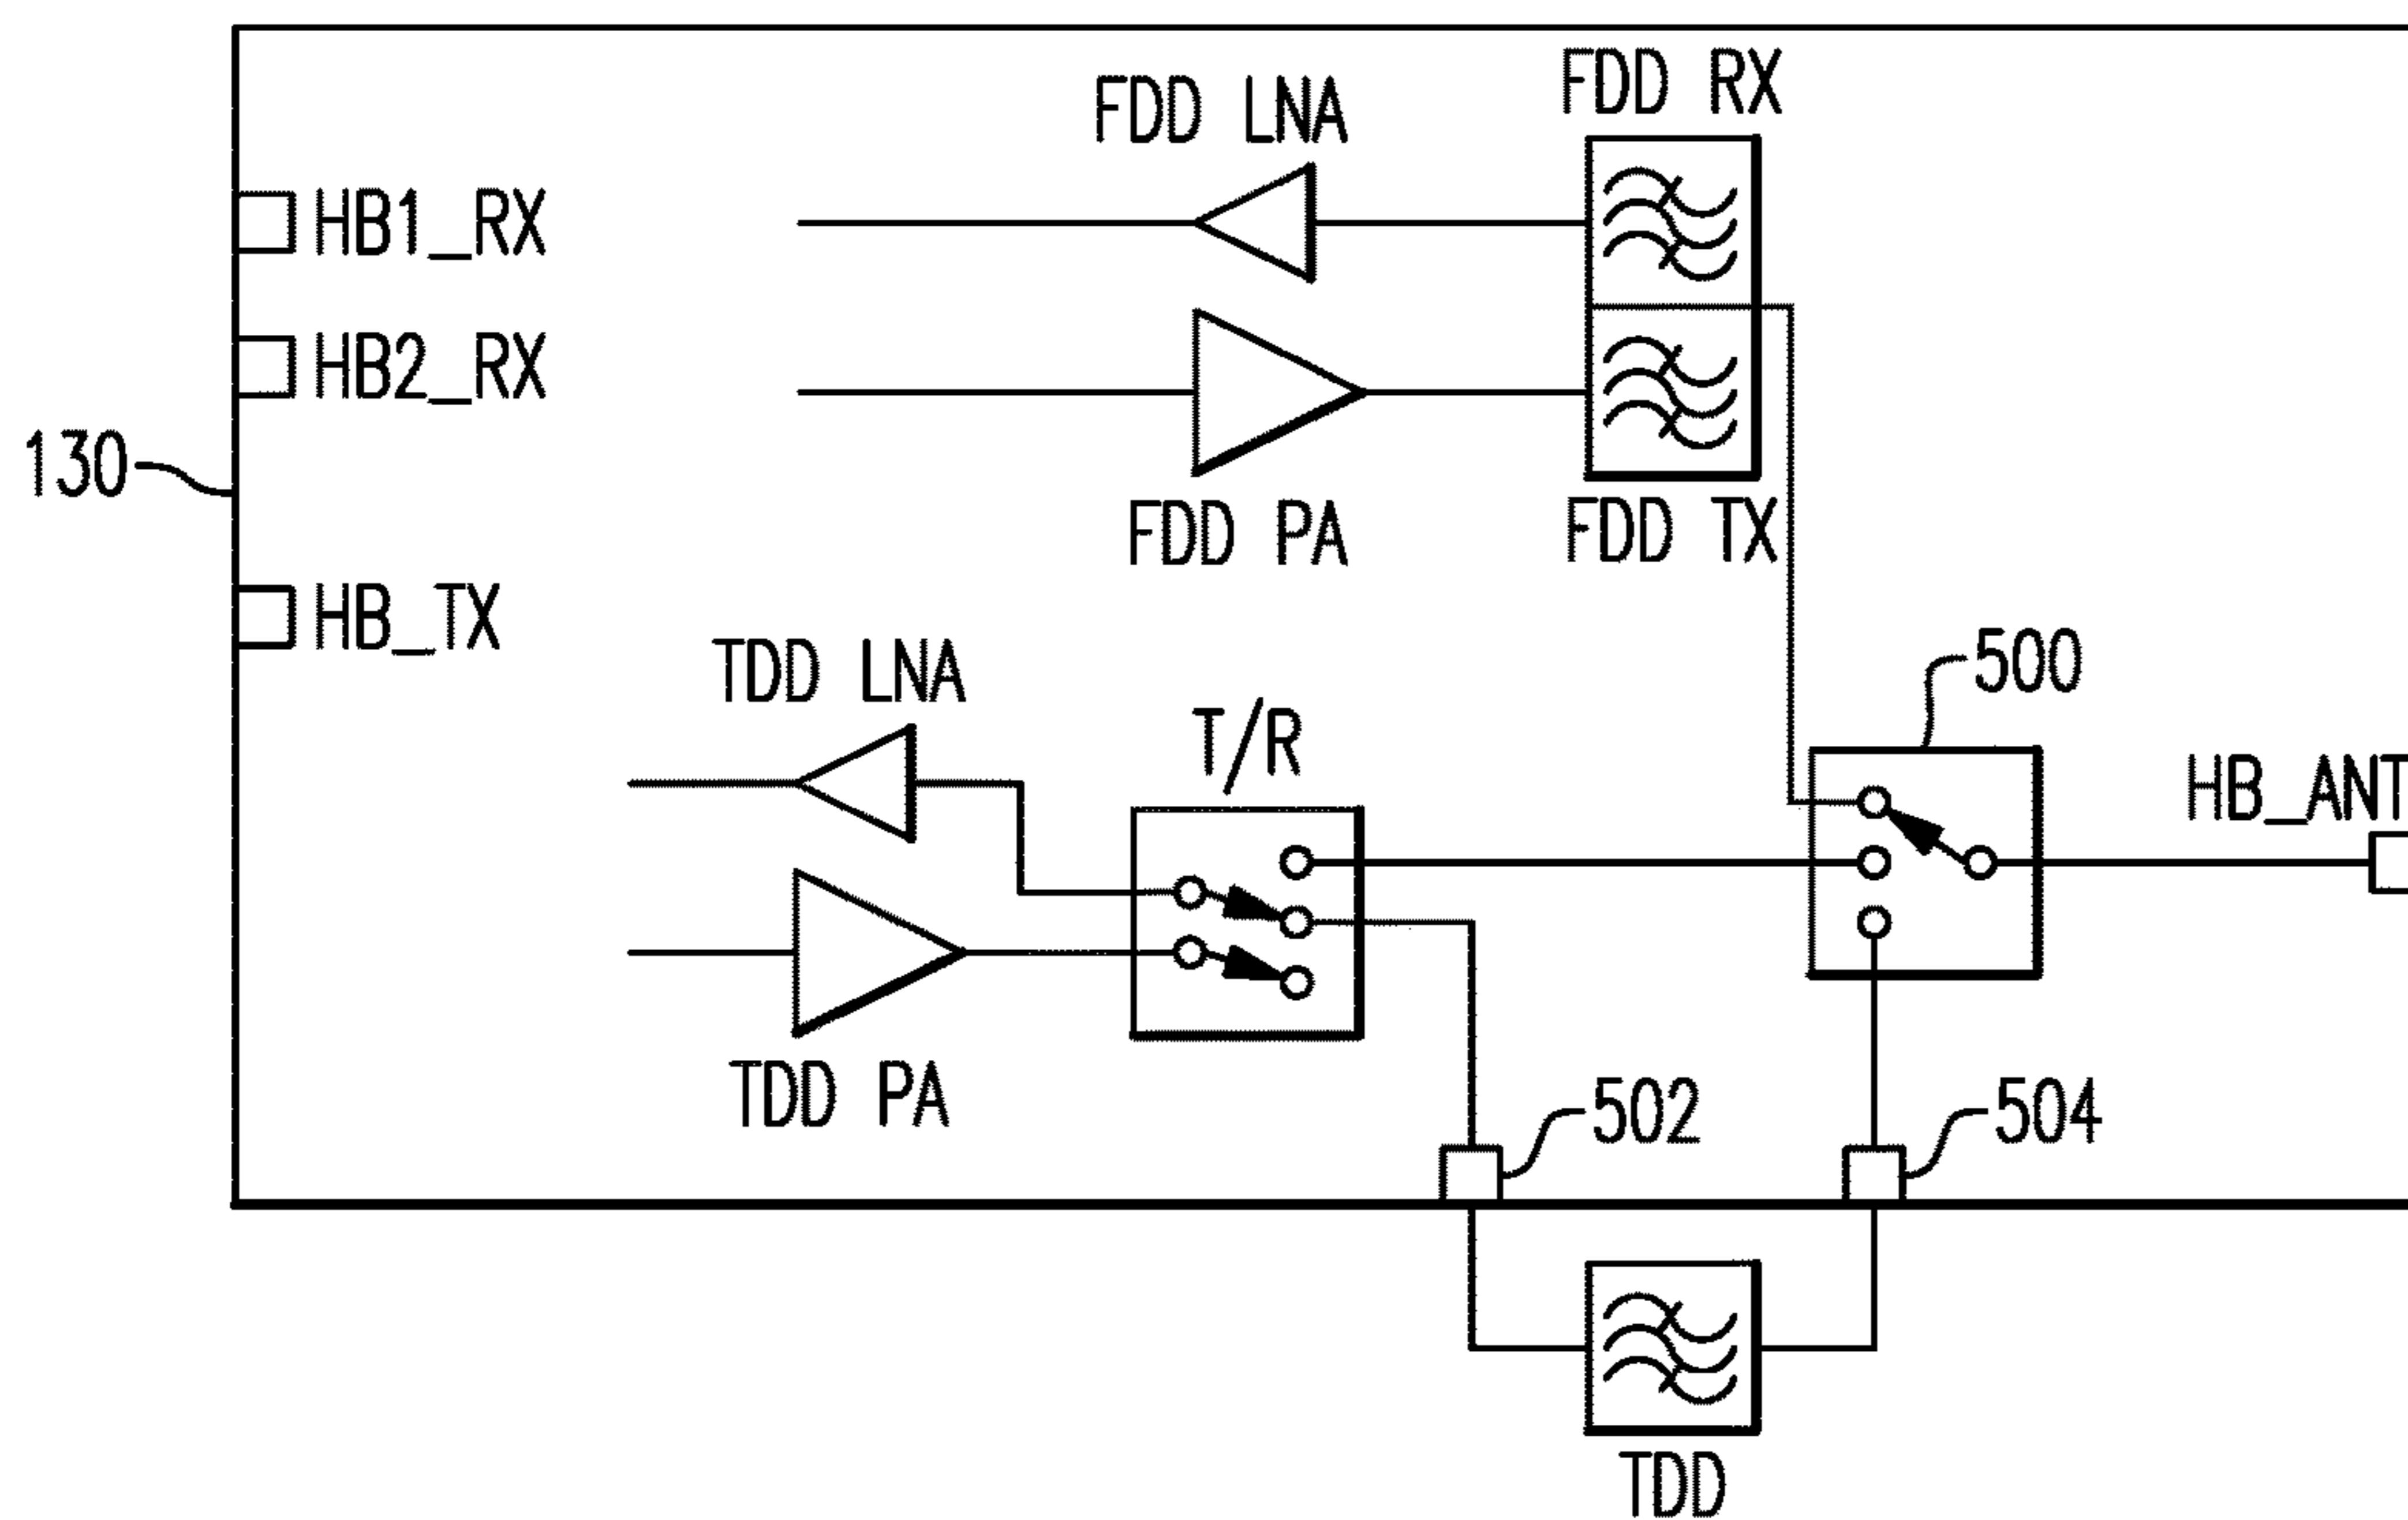 FDD RX
FDD LNA
HB1_RX
HB2_RX
130
FDD PA
FDD TX
HB_TX
TDD LNA
500
T/R
HB_ANT
TDD PA
502
504
TDD